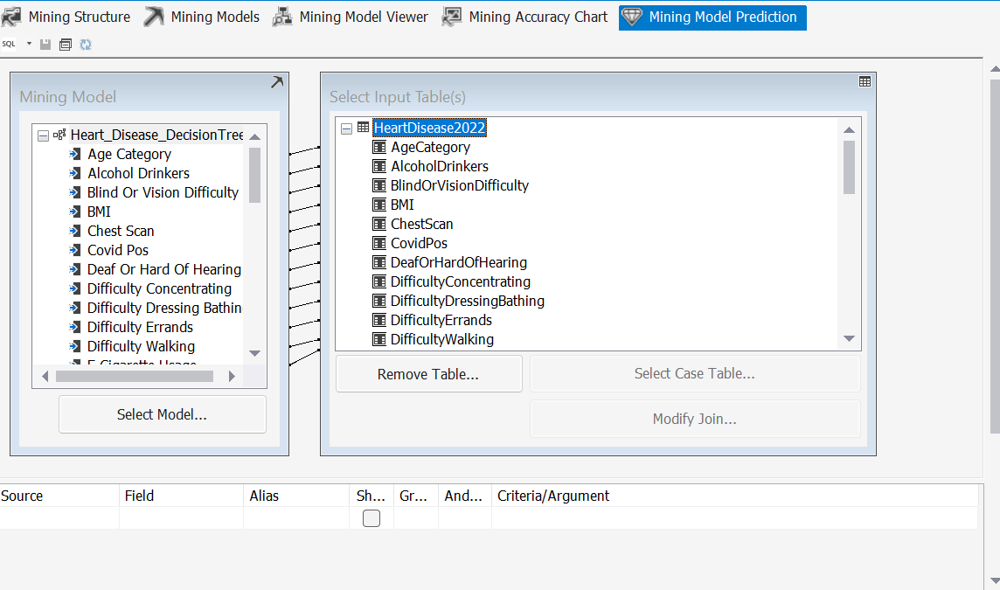 Mining Structure Mining Models Mining Model Viewer Mining Accuracy Chart Mining Model Prediction
SQL
Mining Model
Heart_Disease_DecisionTree
Age Category
Alcohol Drinkers
Blind Or Vision Difficulty
BMI
Chest Scan
Covid Pos
Deaf Or Hard Of Hearing
Difficulty Concentrating
Difficulty Dressing Bathin
Difficulty Errands
Difficulty Walking
E Cigarette Usage
Select Model...
Select Input Table(s)
HeartDisease2022
AgeCategory
AlcoholDrinkers
BlindOrVisionDifficulty
BMI
ChestScan
CovidPos
DeafOrHardOfHearing
DifficultyConcentrating
DifficultyDressingBathing
DifficultyErrands
DifficultyWalking
Remove Table... Select Case Table...
Modify Join...
Source Field Alias Sh... Gr... And... Criteria/Argument